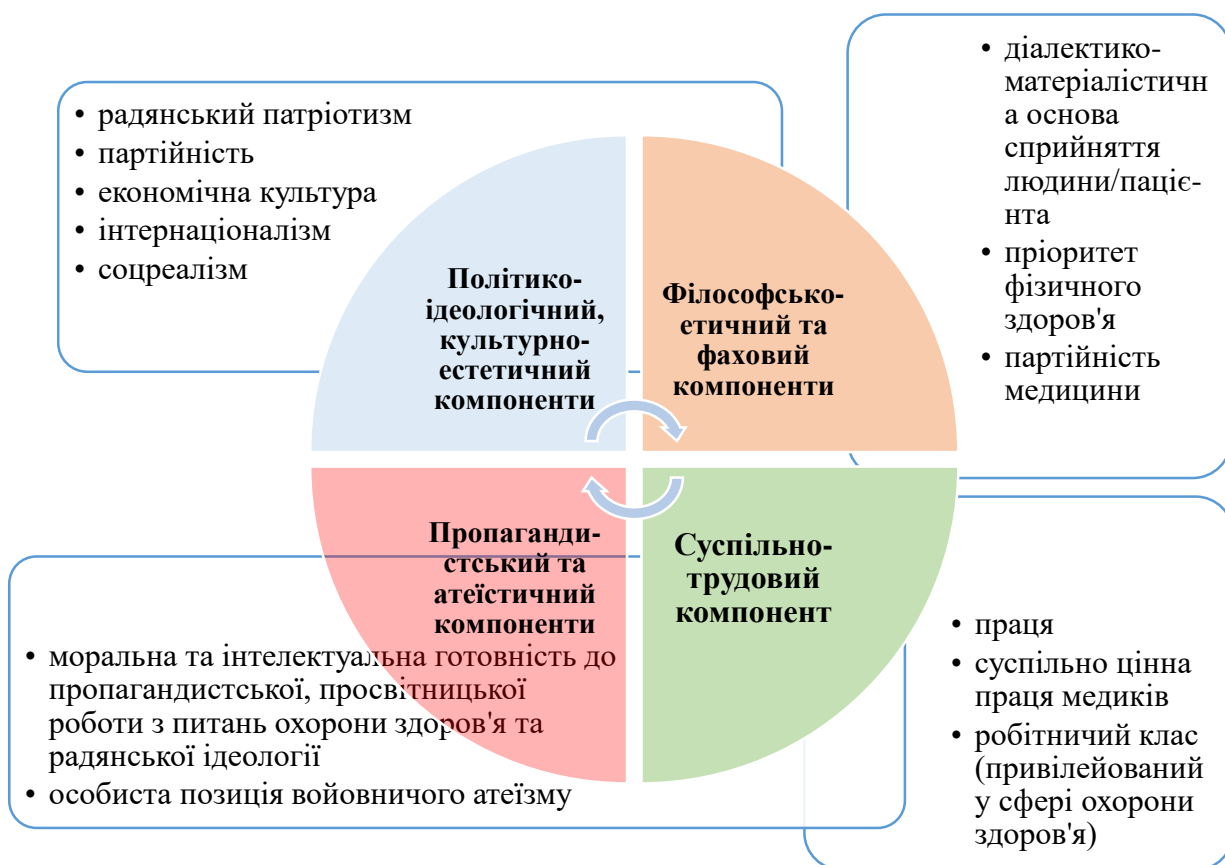 • радянський патріотизм
• партійність
• економічна культура
• інтернаціоналізм
• соцреалізм
Політико-
ідеологічний,
культурно-
естетичний
компоненти
Філософсько-
етичний та
фаховий
компоненти
• діалектико-
матеріалістичн
а основа
сприйняття
людини/паціє-
нта
• пріоритет
фізичного
здоров'я
• партійність
медицини
Пропаганди-
стський та
атеїстичний
компоненти
• моральна та інтелектуальна готовність до
пропагандистської, просвітницької
роботи з питань охорони здоров'я та
радянської ідеології
• особиста позиція войовничого атеїзму
Суспільно-
трудовий
компонент
• праця
• суспільно цінна
праця медиків
• робітничий клас
(привілейований
у сфері охорони
здоров'я)